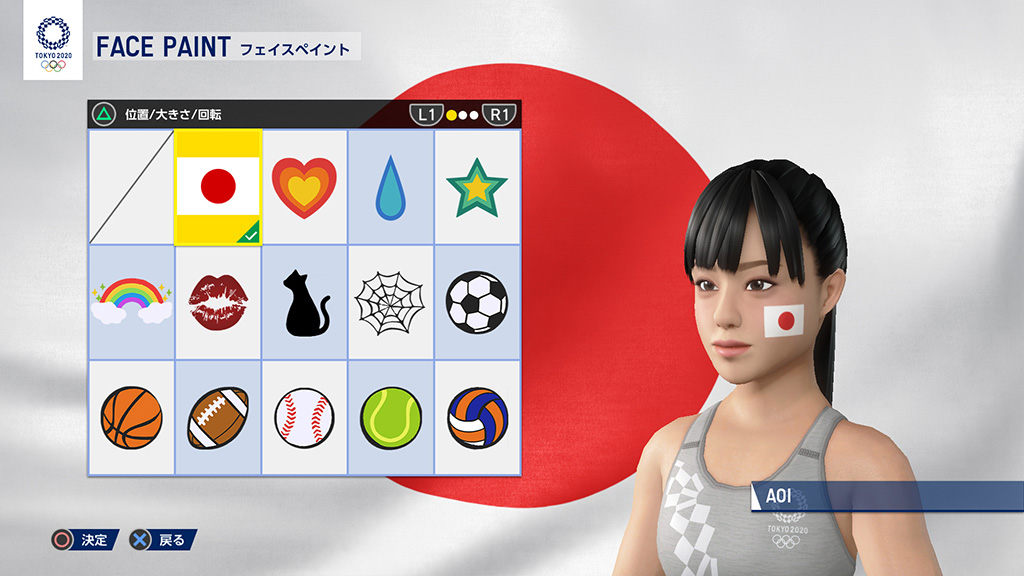 TOKYO 2020
FACE PAINT フェイスペイント
位置/大きさ/回転
L1 R1
AOI
TOKYO 2020
決定 戻る